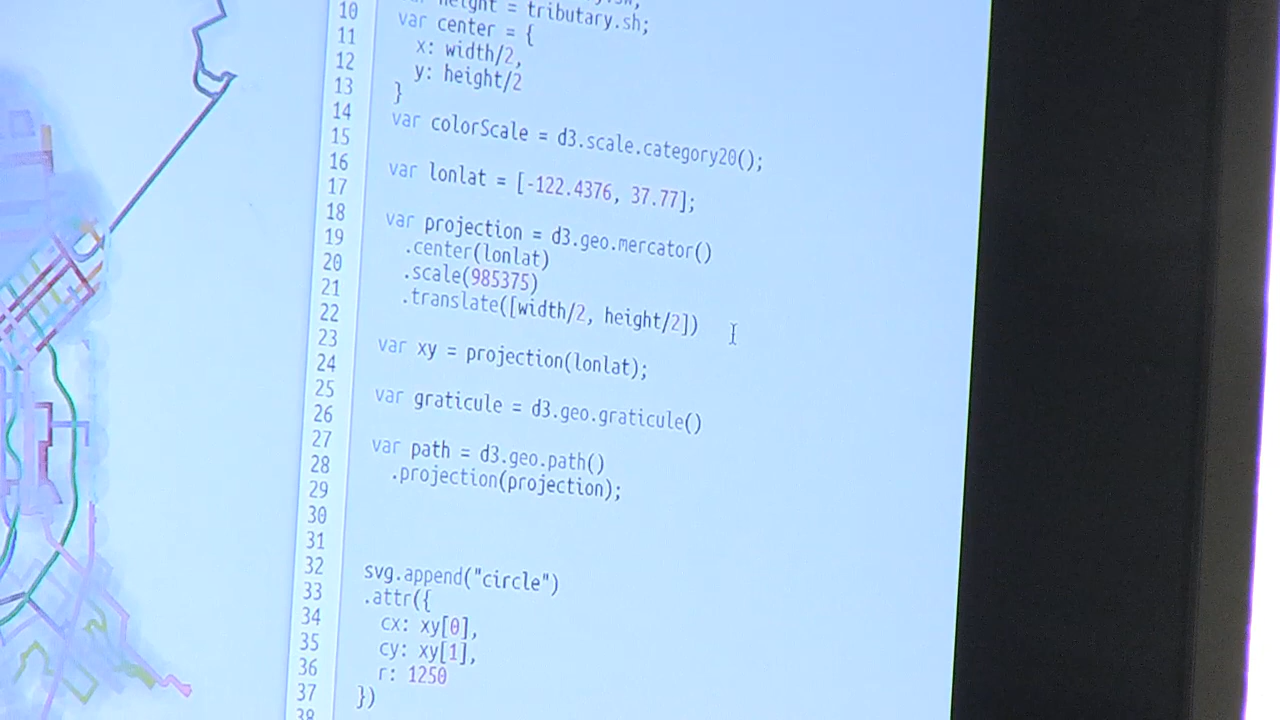 10 height = tributary.sh;
11 var center = {
12 x: width/2,
13 y: height/2
14 }
15 var colorScale = d3.scale.category20();
16
17 var lonlat = [-122.4376, 37.77];
18
19 var projection = d3.geo.mercator()
20 .center(lonlat)
21 .scale(985375)
22 .translate([width/2, height/2])
23
24 var xy = projection(lonlat);
25
26 var graticule = d3.geo.graticule()
27
28 var path = d3.geo.path()
29 .projection(projection);
30
31
32
33 svg.append("circle")
34 .attr({
35 cx: xy[0],
36 cy: xy[1],
37 r: 1250
38 })